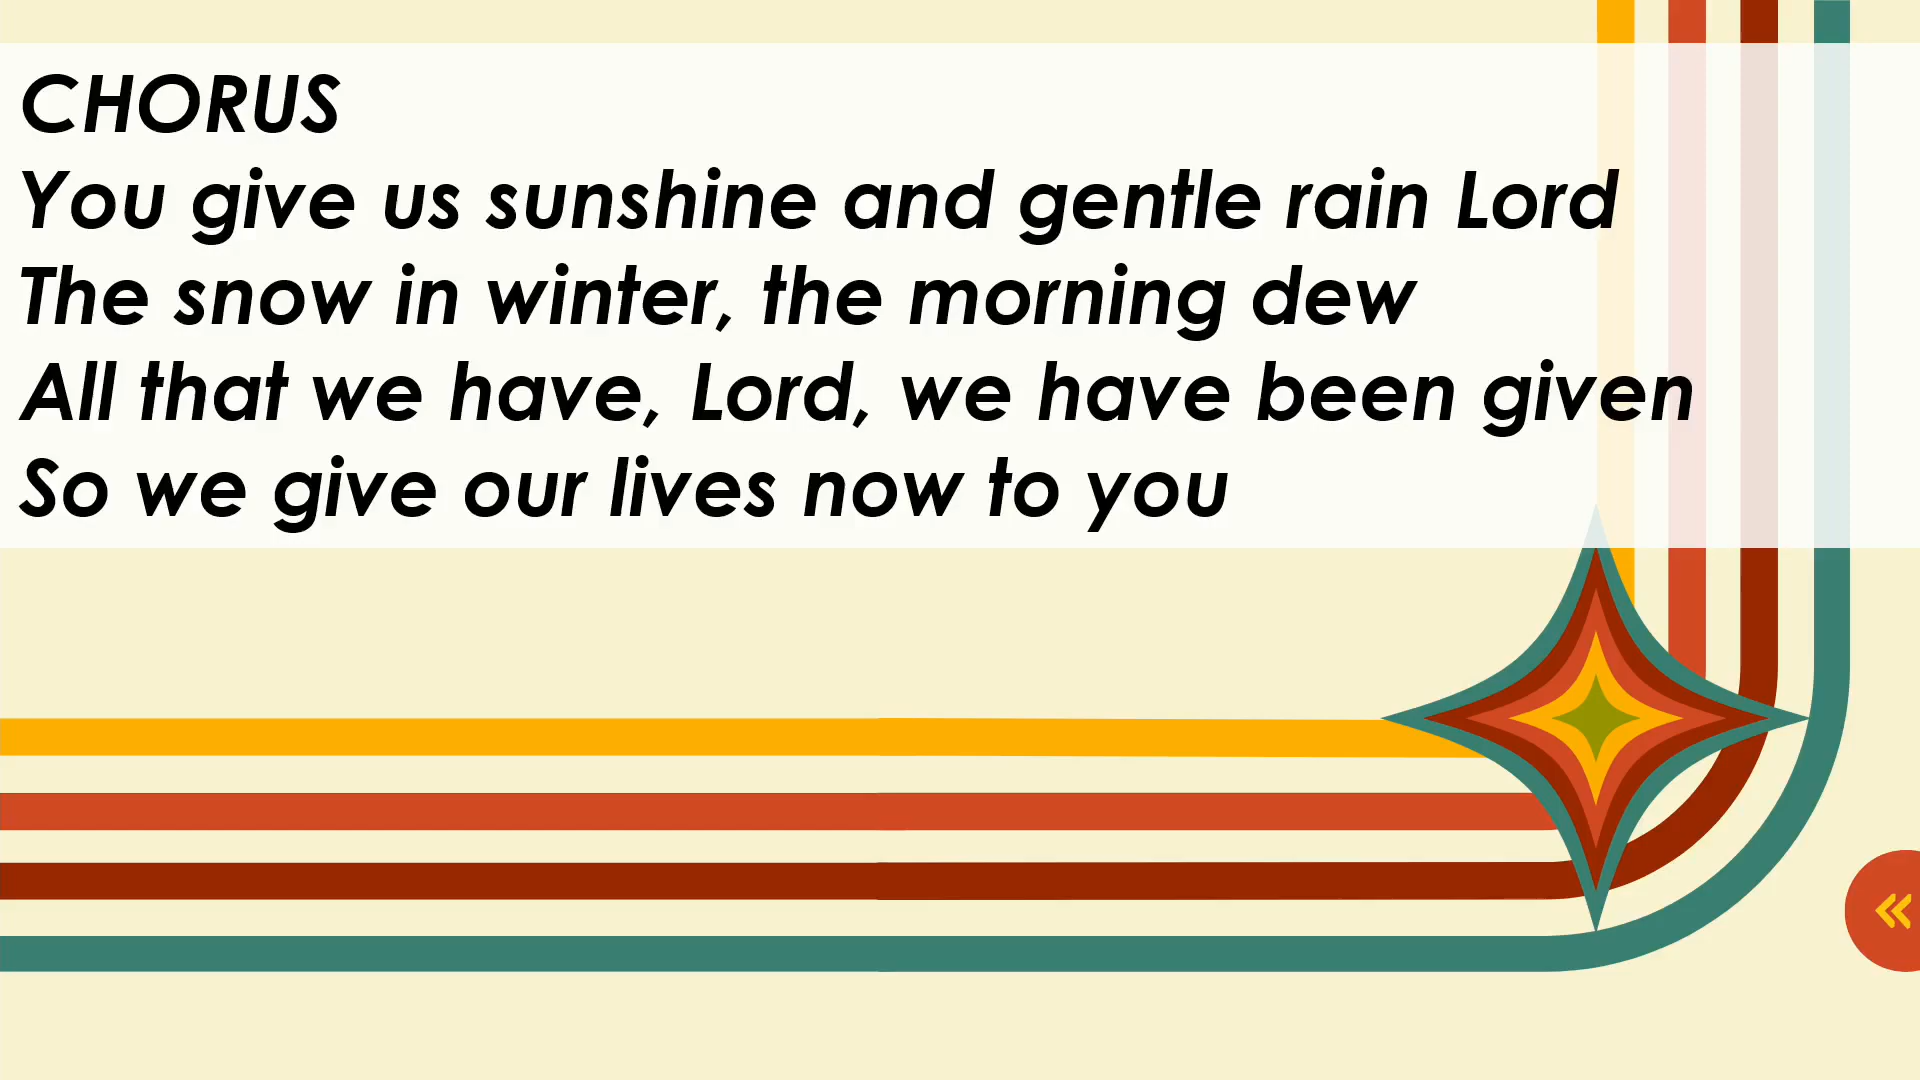 CHORUS
You give us sunshine and gentle rain Lord
The snow in winter, the morning dew
All that we have, Lord, we have been given
So we give our lives now to you